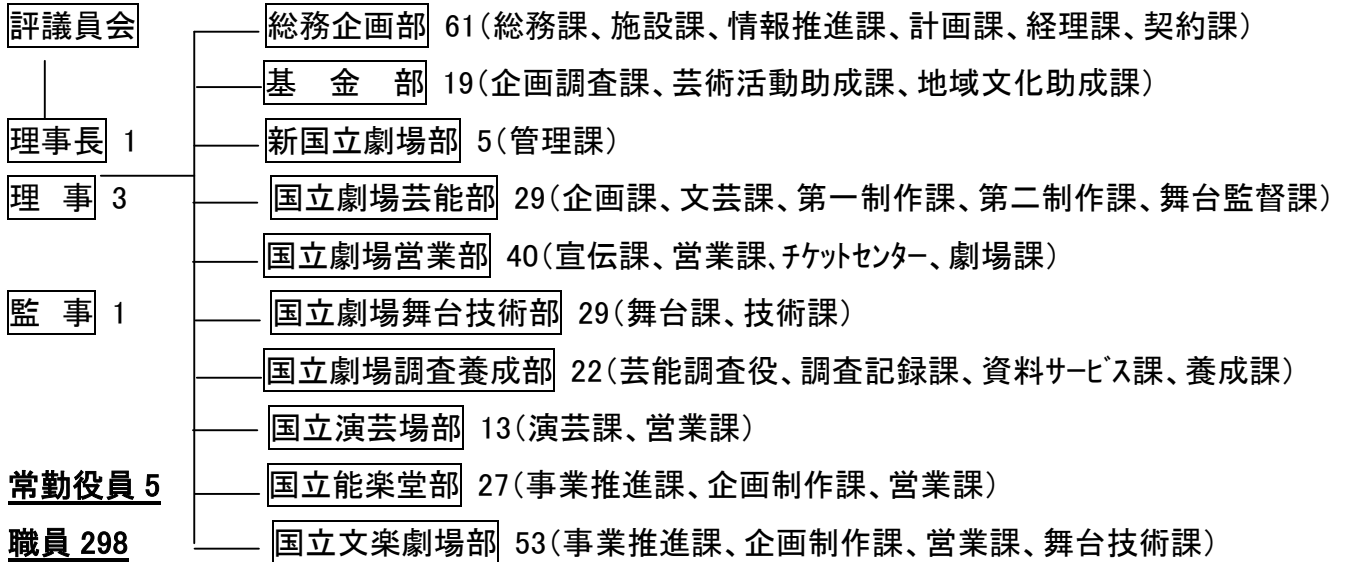 評議員会 総務企画部 61(総務課、施設課、情報推進課、計画課、経理課、契約課)
基 金 部 19(企画調査課、芸術活動助成課、地域文化助成課)
理事長 1 新国立劇場部 5(管理課)
理 事 3 国立劇場芸能部 29(企画課、文芸課、第一制作課、第二制作課、舞台監督課)
国立劇場営業部 40(宣伝課、営業課、チケットセンター、劇場課)
監 事 1 国立劇場舞台技術部 29(舞台課、技術課)
国立劇場調査養成部 22(芸能調査役、調査記録課、資料サービス課、養成課)
国立演芸場部 13(演芸課、営業課)
常勤役員 5 国立能楽堂部 27(事業推進課、企画制作課、営業課)
職員 298 国立文楽劇場部 53(事業推進課、企画制作課、営業課、舞台技術課)